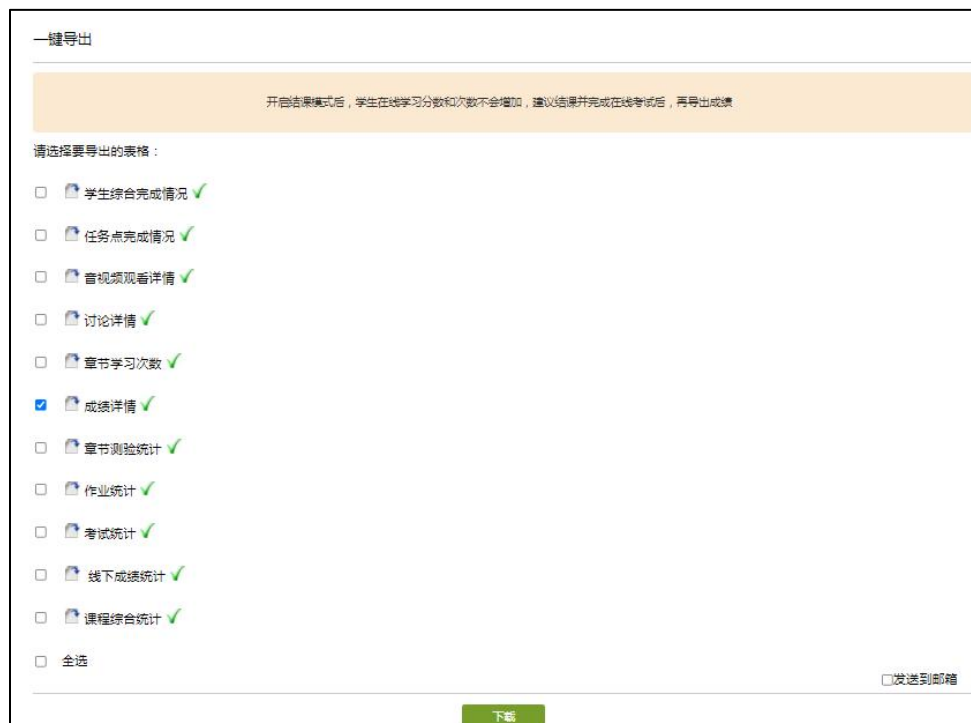 一键导出
开启结课模式后，学生在线学习分数和次数不会增加，建议结课并完成在线考试后，再导出成绩
请选择要导出的表格：
学生综合完成情况
任务点完成情况
音视频观看详情
讨论详情
章节学习次数
成绩详情
章节测验统计
作业统计
考试统计
线下成绩统计
课程综合统计
全选
发送到邮箱
下载